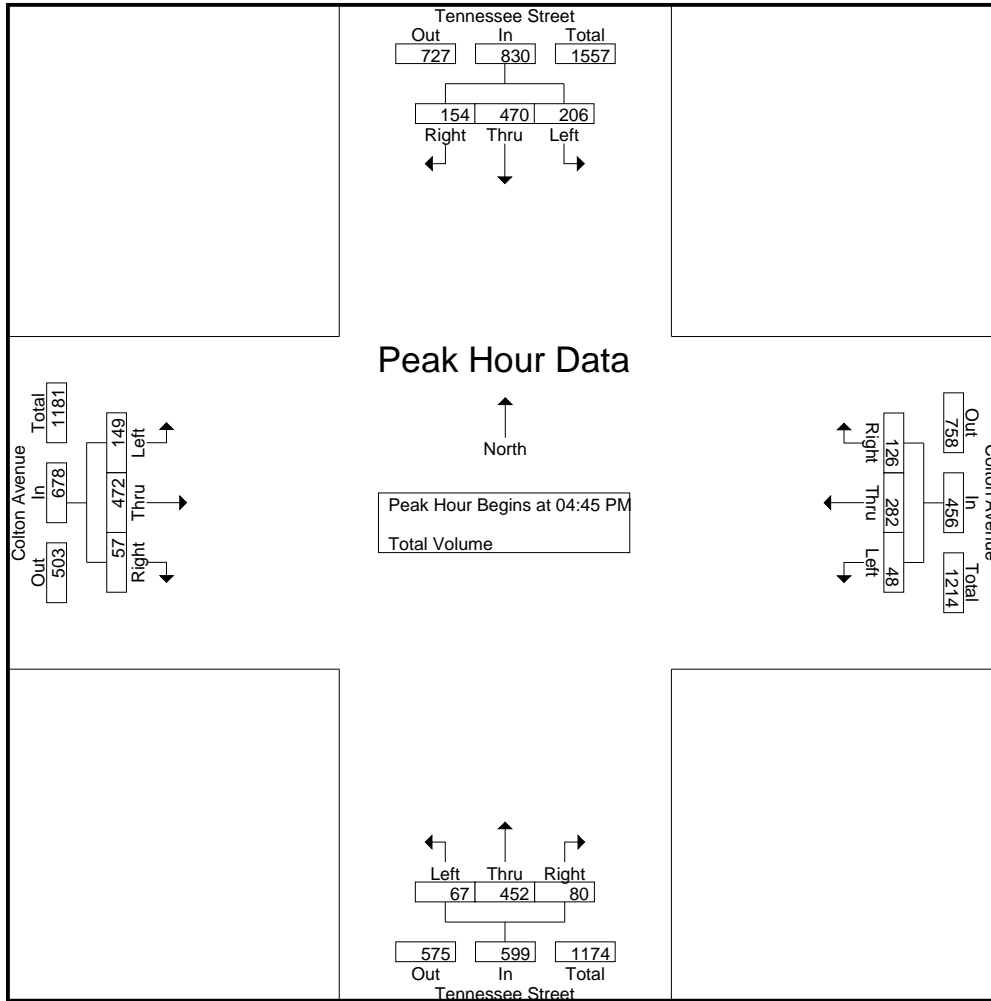 Tennessee Street
Out In Total
727 830 1557
154 470 206
Right Thru Left
Peak Hour Data
North
Peak Hour Begins at 04:45 PM
Total Volume
Colton Avenue
Total In Out
1181 678 503
149 472 57
Left Thru Right
Colton Avenue
Out In Total
758 456 1214
126 282 48
Right Thru Left
Left Thru Right
67 452 80
575 599 1174
Out In Total
Tennessee Street